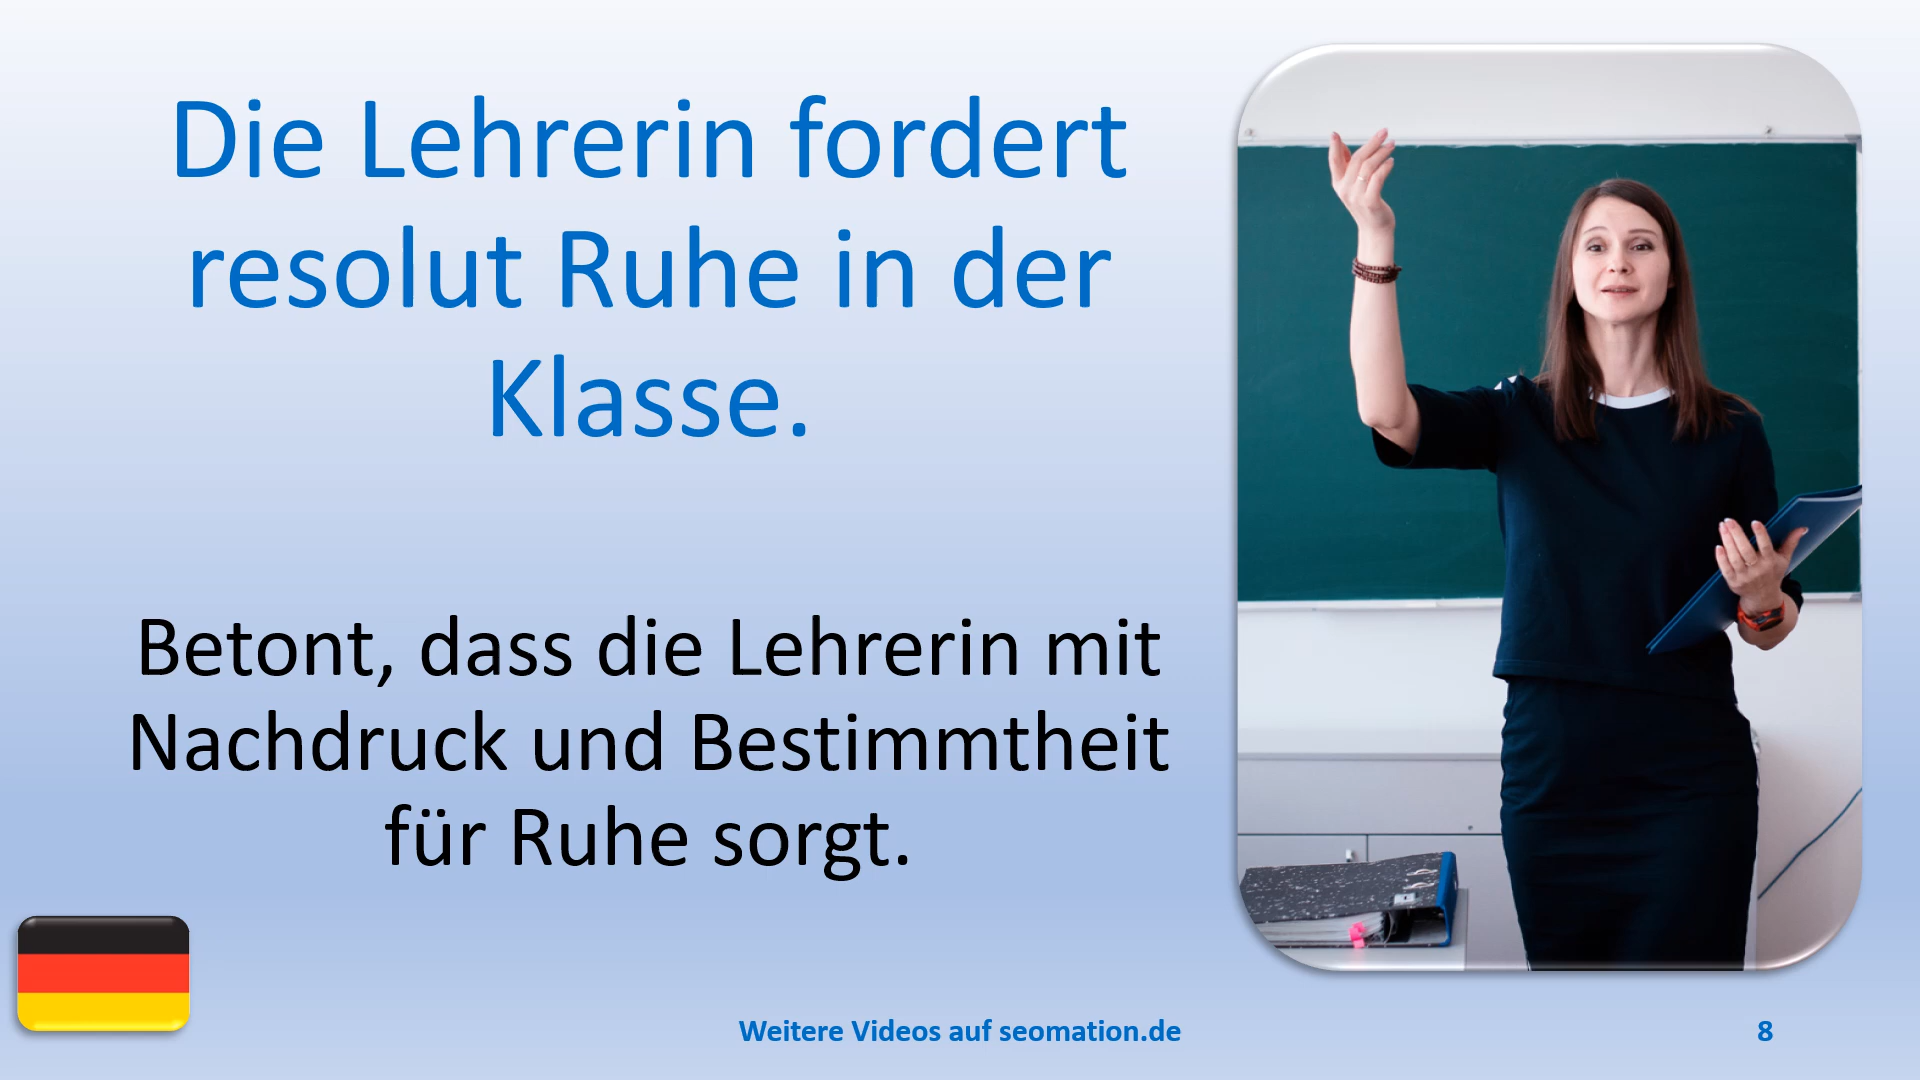 Die Lehrerin fordert
resolut Ruhe in der
Klasse.
Betont, dass die Lehrerin mit
Nachdruck und Bestimmtheit
für Ruhe sorgt.
Weitere Videos auf seomation.de
8